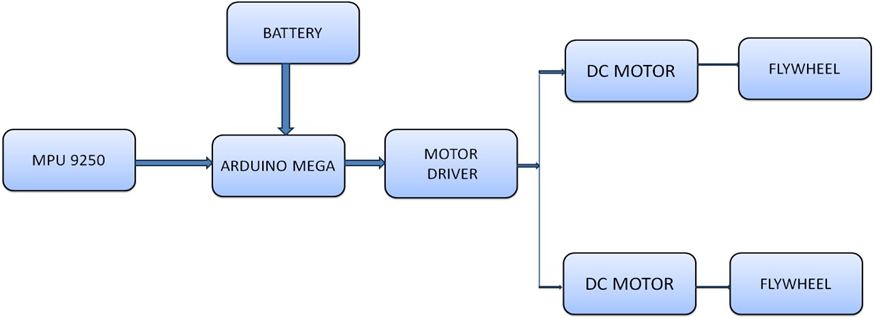 BATTERY
DC MOTOR
FLYWHEEL
MPU 9250
ARDUINO MEGA
MOTOR
DRIVER
DC MOTOR
FLYWHEEL